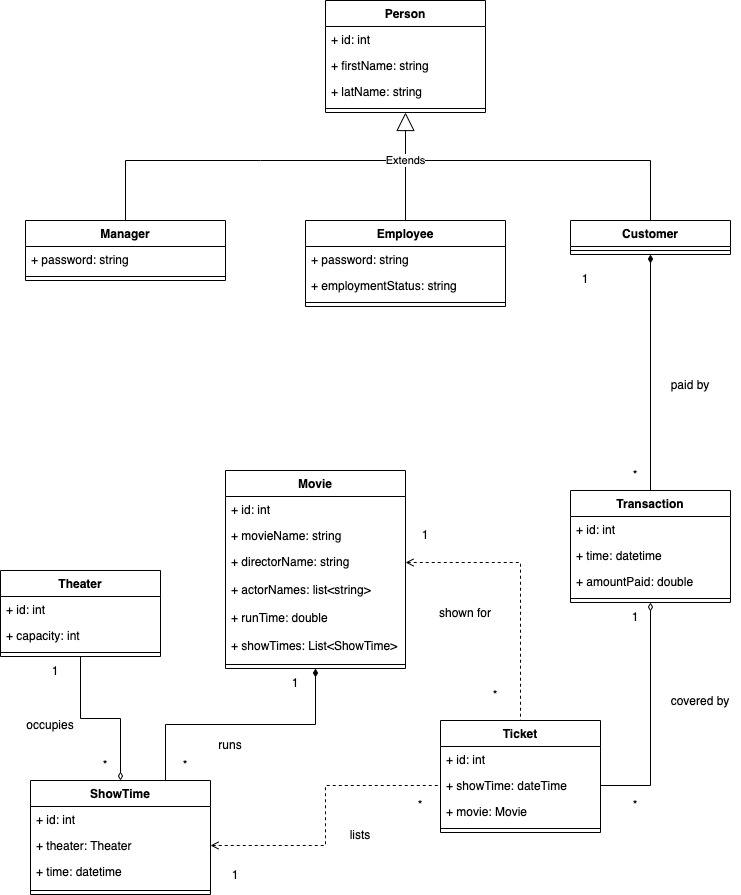 Person
+ id: int
+ firstName: string
+ latName: string
Extends
Manager
+ password: string
Employee
+ password: string
+ employmentStatus: string
Customer
1
paid by
*
Transaction
+ id: int
+ time: datetime
+ amountPaid: double
1
covered by
*
Movie
+ id: int
+ movieName: string
+ directorName: string
+ actorNames: list<string>
+ runTime: double
+ showTimes: List<ShowTime>
1
shown for
*
Theater
+ id: int
+ capacity: int
1
occupies
*
1
runs
*
Ticket
+ id: int
+ showTime: dateTime
+ movie: Movie
*
lists
1
ShowTime
+ id: int
+ theater: Theater
+ time: datetime